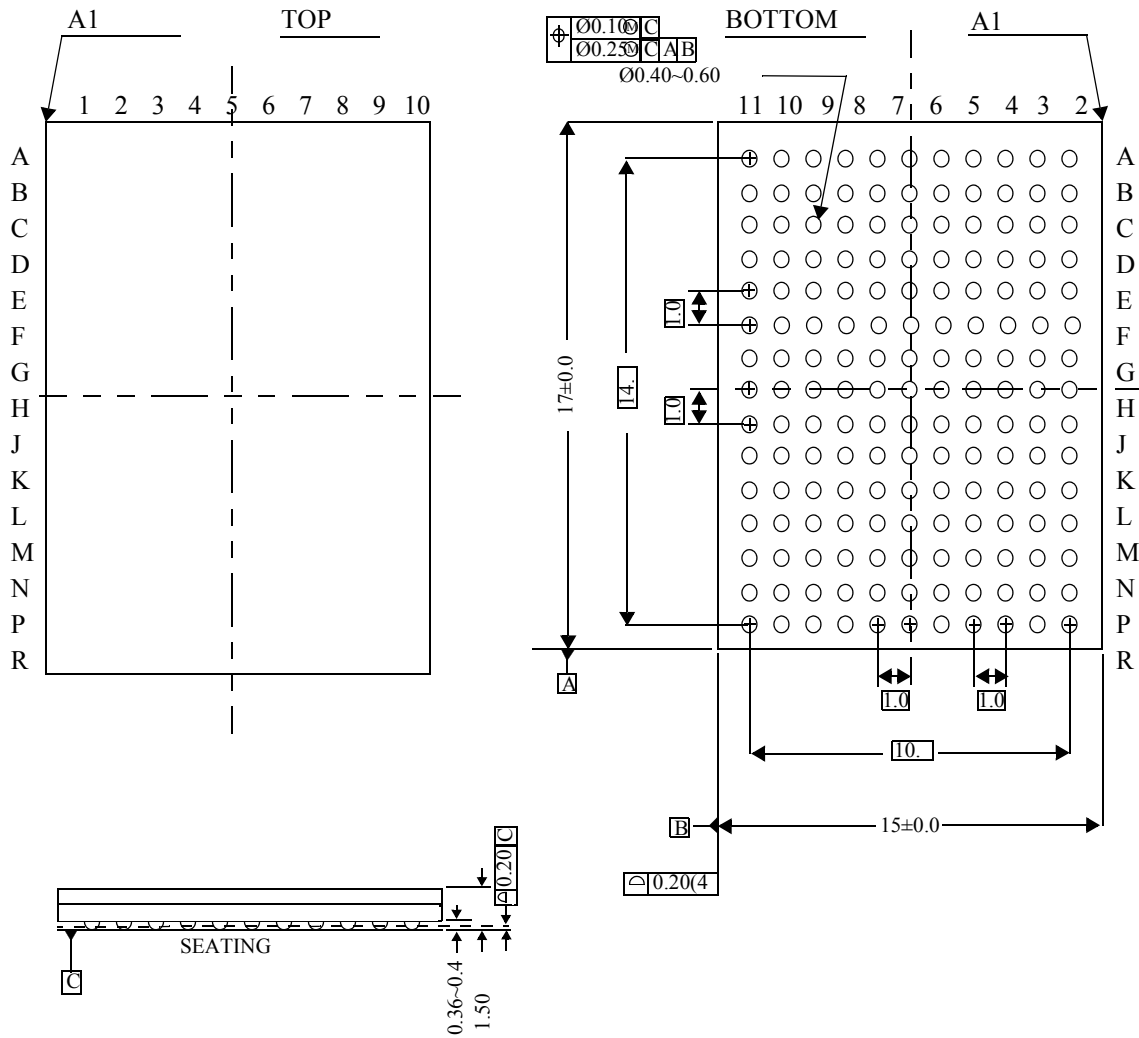 A1 TOP BOTTOM A1
Ø0.10Ⓜ C
Ø0.25Ⓜ C A B
Ø0.40~0.60
1 2 3 4 5 6 7 8 9 10
11 10 9 8 7 6 5 4 3 2
A
B
C
D
E
F
G
H
J
K
L
M
N
P
R
A
B
C
D
E
F
G
H
J
K
L
M
N
P
R
1.0
17±0.0
14.
1.0
A
1.0
1.0
10.
B
15±0.0
0.20(4
0.20 C
SEATING
C
0.36~0.4
1.50